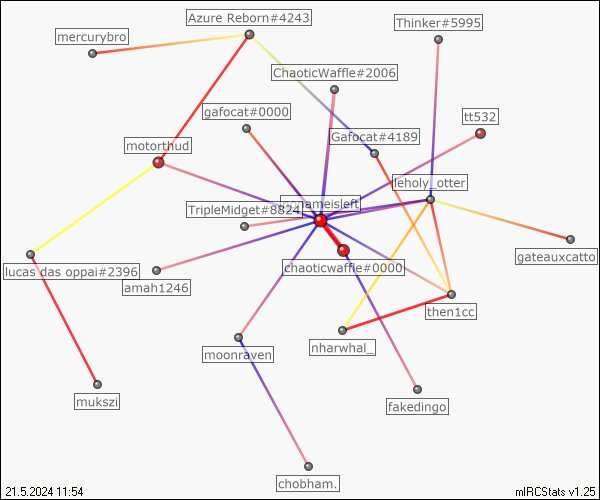 Azure Reborn#4243
Thinker#5995
mercurybro
ChaoticWaffle#2006
gafocat#0000
tt532
Gafocat#4189
motorthud
leholy_otter
nameisleft
TripleMidget#8824
gateauxcatto
lucas das oppai#2396
chaoticwaffle#0000
amah1246
then1cc
moonraven
nharwhal_
mukszi
fakedingo
chobham.
21.5.2024 11:54
mIRCStats v1.25